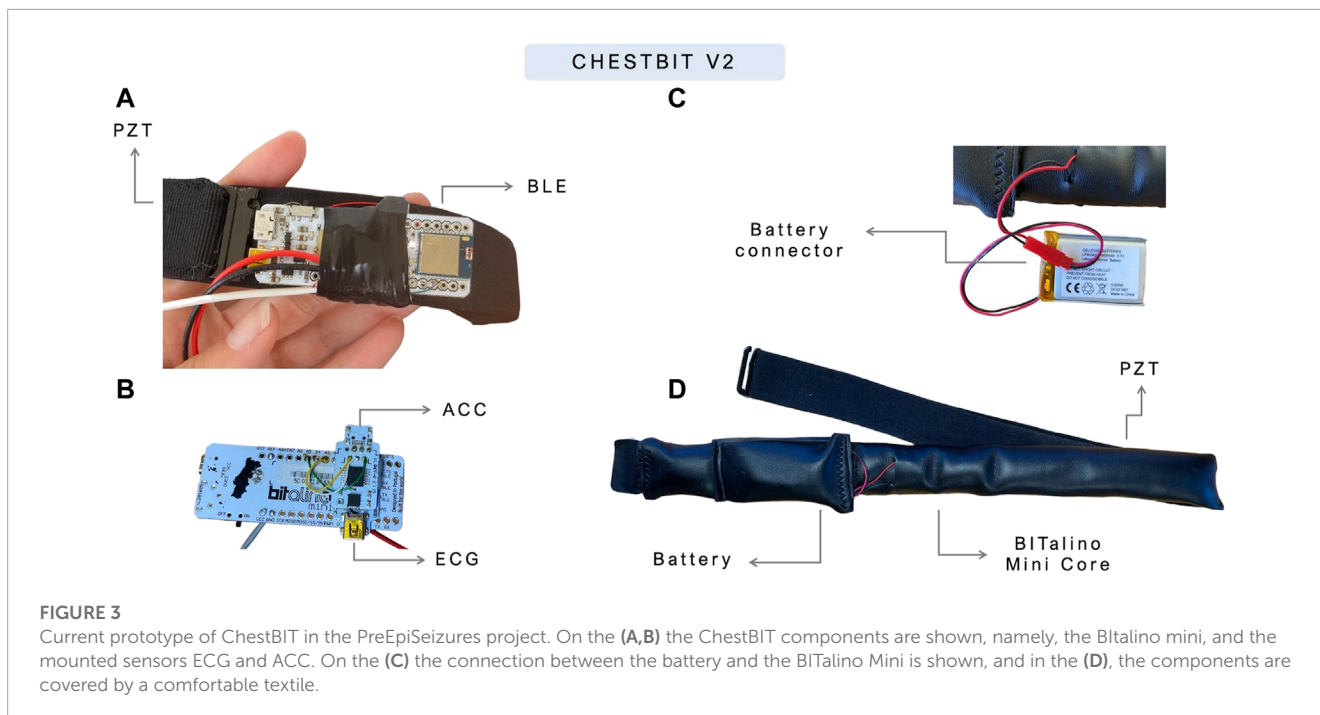 CHESTBIT V2
A
PZT
BLE
C
Battery
connector
B
ACC
bitalino
mini
ECG
D
PZT
Battery
BITalino
Mini Core
FIGURE 3
Current prototype of ChestBIT in the PreEpiSeizures project. On the (A,B) the ChestBIT components are shown, namely, the BItalino mini, and the
mounted sensors ECG and ACC. On the (C) the connection between the battery and the BITalino Mini is shown, and in the (D), the components are
covered by a comfortable textile.